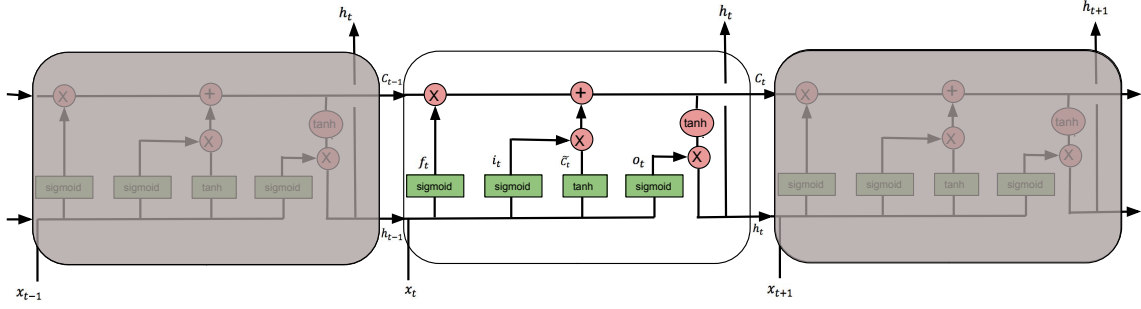 h_t h_t h_{t+1}
C_{t-1} C_t
X + X + X +
tanh tanh tanh
X X X
X X X
f_t i_t C̃_t o_t
sigmoid sigmoid tanh sigmoid sigmoid sigmoid tanh sigmoid sigmoid sigmoid tanh sigmoid
h_{t-1} h_t
x_{t-1} x_t x_{t+1}